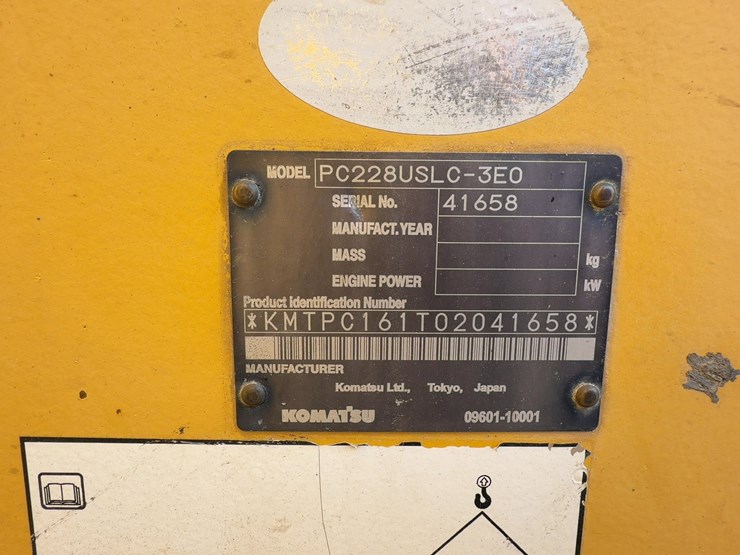 MODEL PC228USLC-3E0
SERIAL No. 41658
MANUFACT. YEAR
MASS kg
ENGINE POWER kW
Product Identification Number
*KMTPC161T02041658*
MANUFACTURER
Komatsu Ltd., Tokyo, Japan
KOMATSU 09601-10001